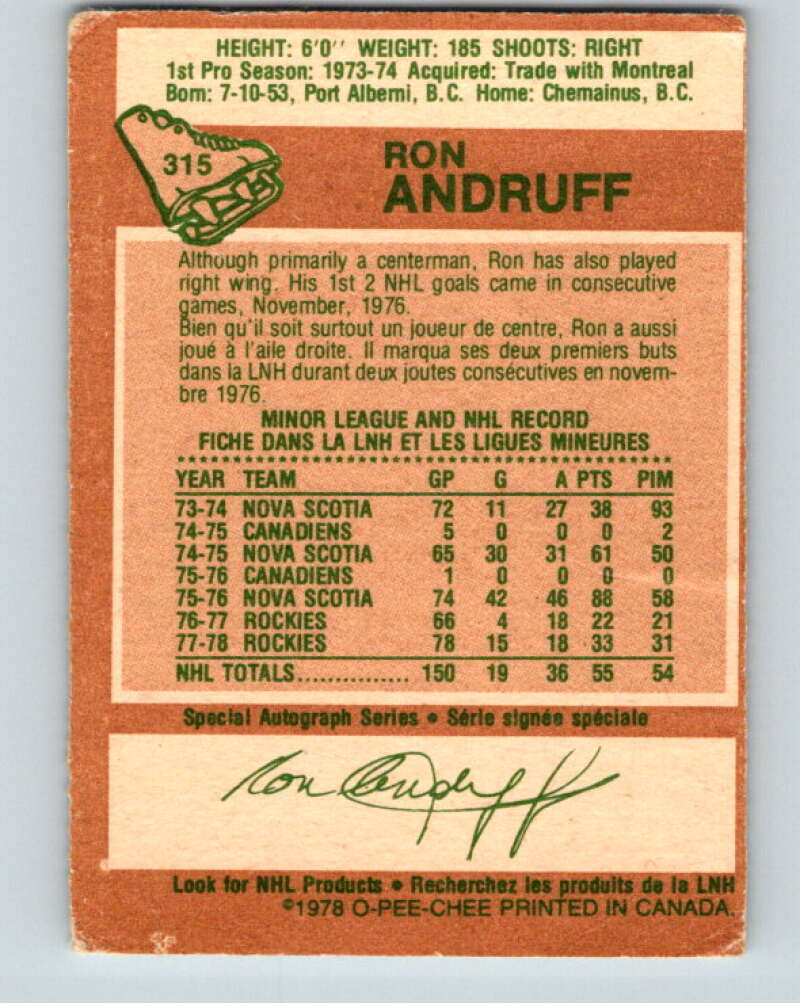 HEIGHT: 6'0'' WEIGHT: 185 SHOOTS: RIGHT
1st Pro Season: 1973-74 Acquired: Trade with Montreal
Born: 7-10-53, Port Alberni, B.C. Home: Chemainus, B.C.
315
RON
ANDRUFF
Although primarily a centerman, Ron has also played
right wing. His 1st 2 NHL goals came in consecutive
games, November, 1976.
Bien qu'il soit surtout un joueur de centre, Ron a aussi
joué à l'aile droite. Il marqua ses deux premiers buts
dans la LNH durant deux joutes consécutives en novem-
bre 1976.
MINOR LEAGUE AND NHL RECORD
FICHE DANS LA LNH ET LES LIGUES MINEURES
YEAR TEAM GP G A PTS PIM
73-74 NOVA SCOTIA 72 11 27 38 93
74-75 CANADIENS 5 0 0 0 2
74-75 NOVA SCOTIA 65 30 31 61 50
75-76 CANADIENS 1 0 0 0 0
75-76 NOVA SCOTIA 74 42 46 88 58
76-77 ROCKIES 66 4 18 22 21
77-78 ROCKIES 78 15 18 33 31
NHL TOTALS............... 150 19 36 55 54
Special Autograph Series • Série signée spéciale
Ron Andruff
Look for NHL Products • Recherchez les produits de la LNH
©1978 O-PEE-CHEE PRINTED IN CANADA.